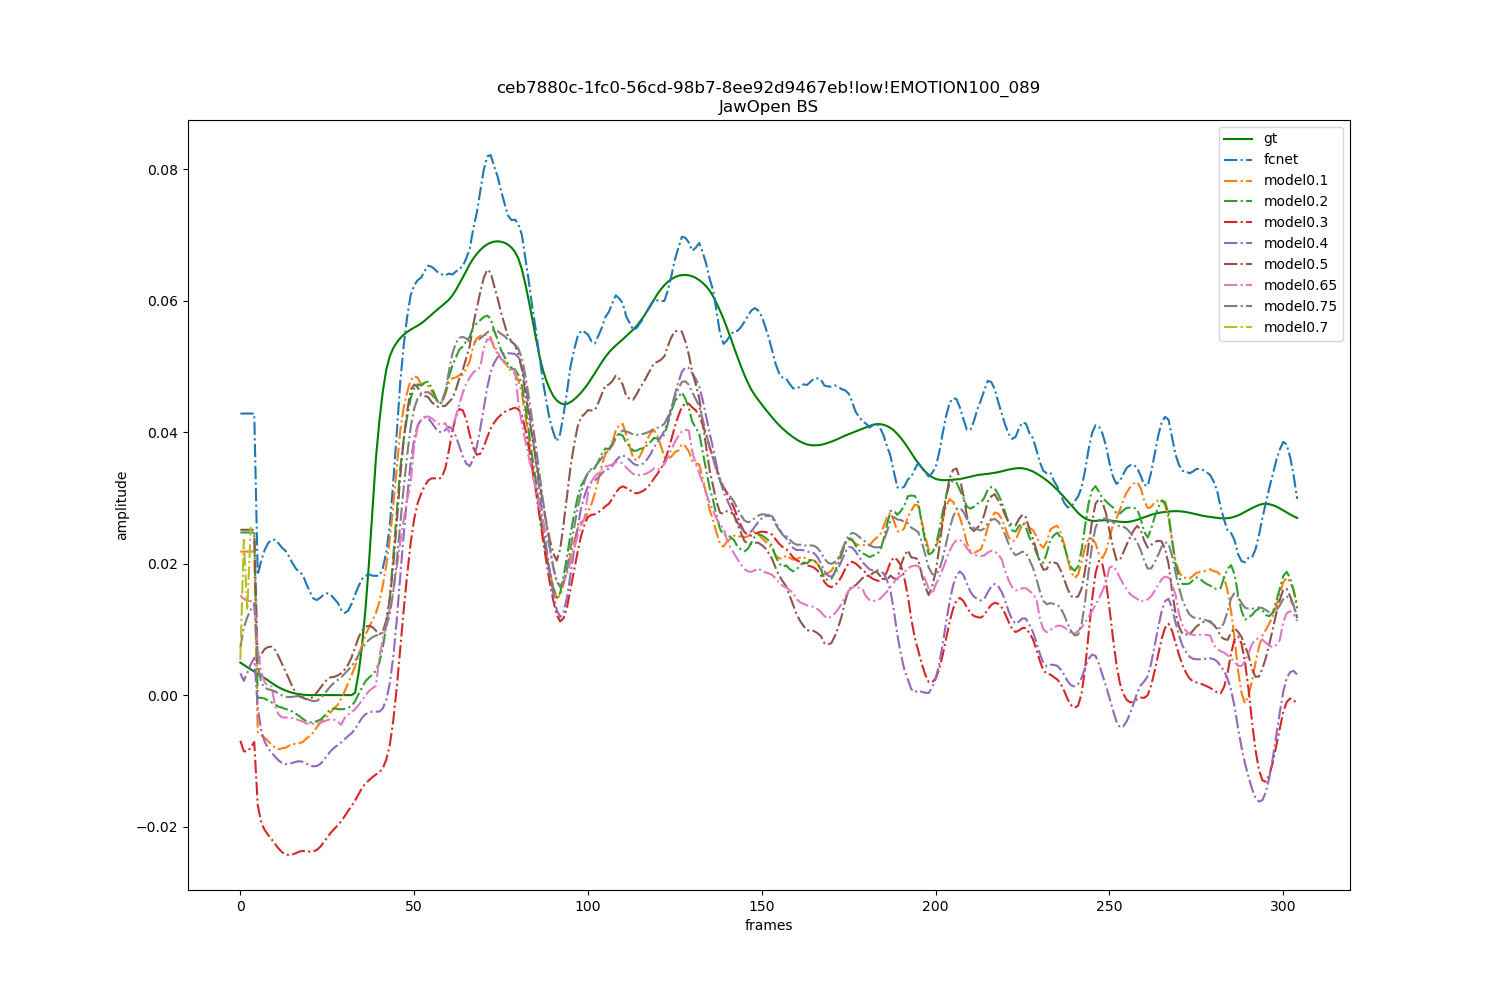 ceb7880c-1fc0-56cd-98b7-8ee92d9467eb!low!EMOTION100_089
JawOpen BS
gt
fcnet
model0.1
model0.2
model0.3
model0.4
model0.5
model0.65
model0.75
model0.7
amplitude
0.08
0.06
0.04
0.02
0.00
−0.02
0
50
100
150
200
250
300
frames